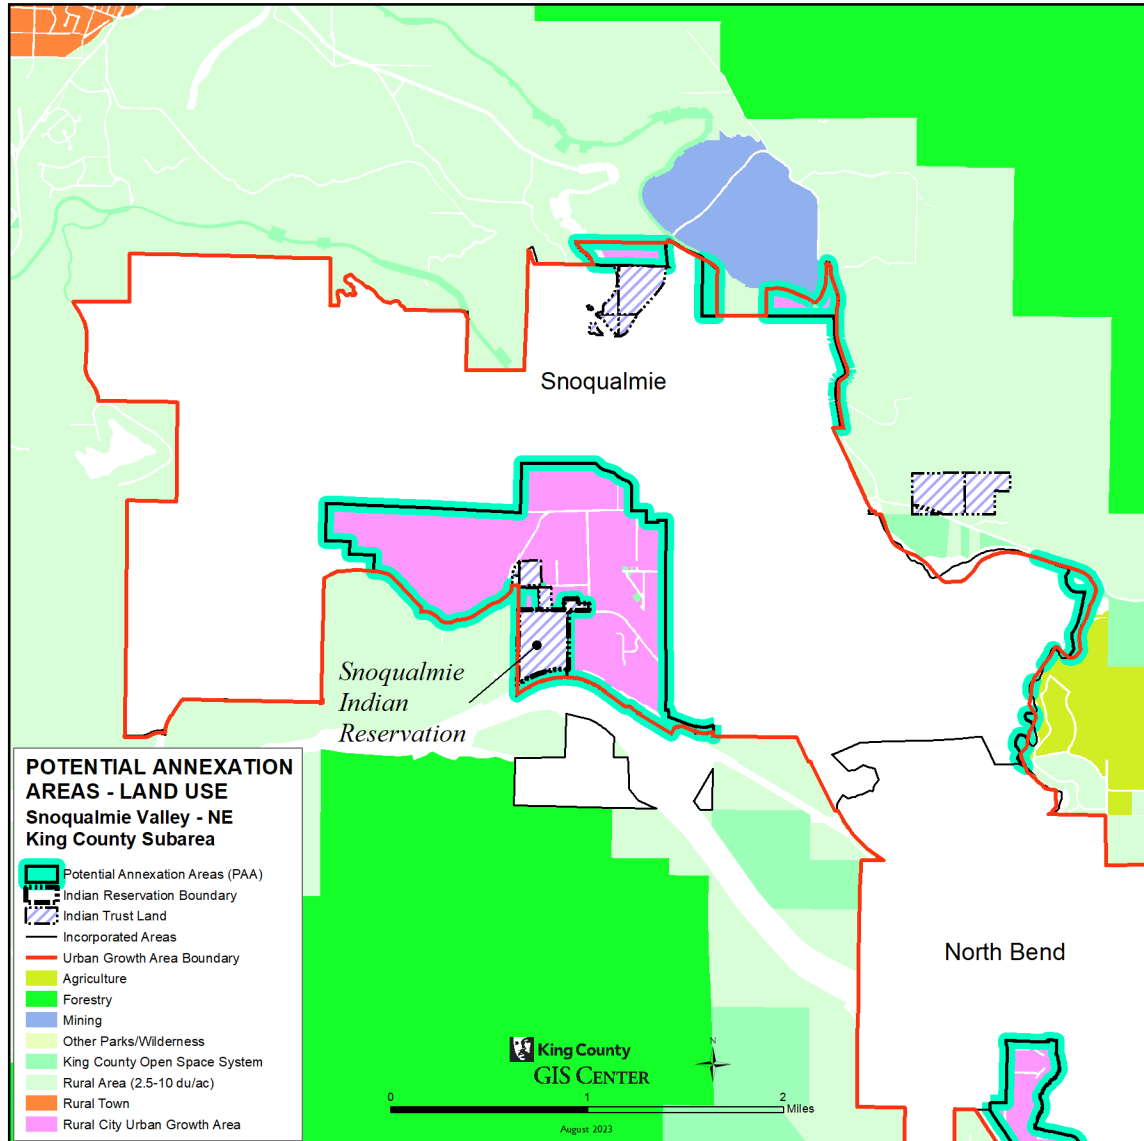 Snoqualmie
Snoqualmie
Indian
Reservation
North Bend
POTENTIAL ANNEXATION
AREAS - LAND USE
Snoqualmie Valley - NE
King County Subarea
Potential Annexation Areas (PAA)
Indian Reservation Boundary
Indian Trust Land
Incorporated Areas
Urban Growth Area Boundary
Agriculture
Forestry
Mining
Other Parks/Wilderness
King County Open Space System
Rural Area (2.5-10 du/ac)
Rural Town
Rural City Urban Growth Area
King County
GIS CENTER
N
0 1 2
Miles
August 2023